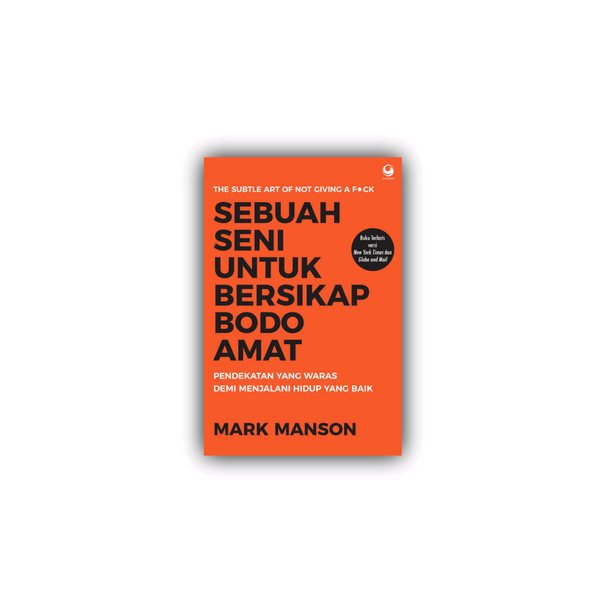 THE SUBTLE ART OF NOT GIVING A F*CK
SEBUAH
SENI
UNTUK
BERSIKAP
BODO
AMAT
Buku Terlaris
versi
New York Times dan
Globe and Mail
PENDEKATAN YANG WARAS
DEMI MENJALANI HIDUP YANG BAIK
MARK MANSON